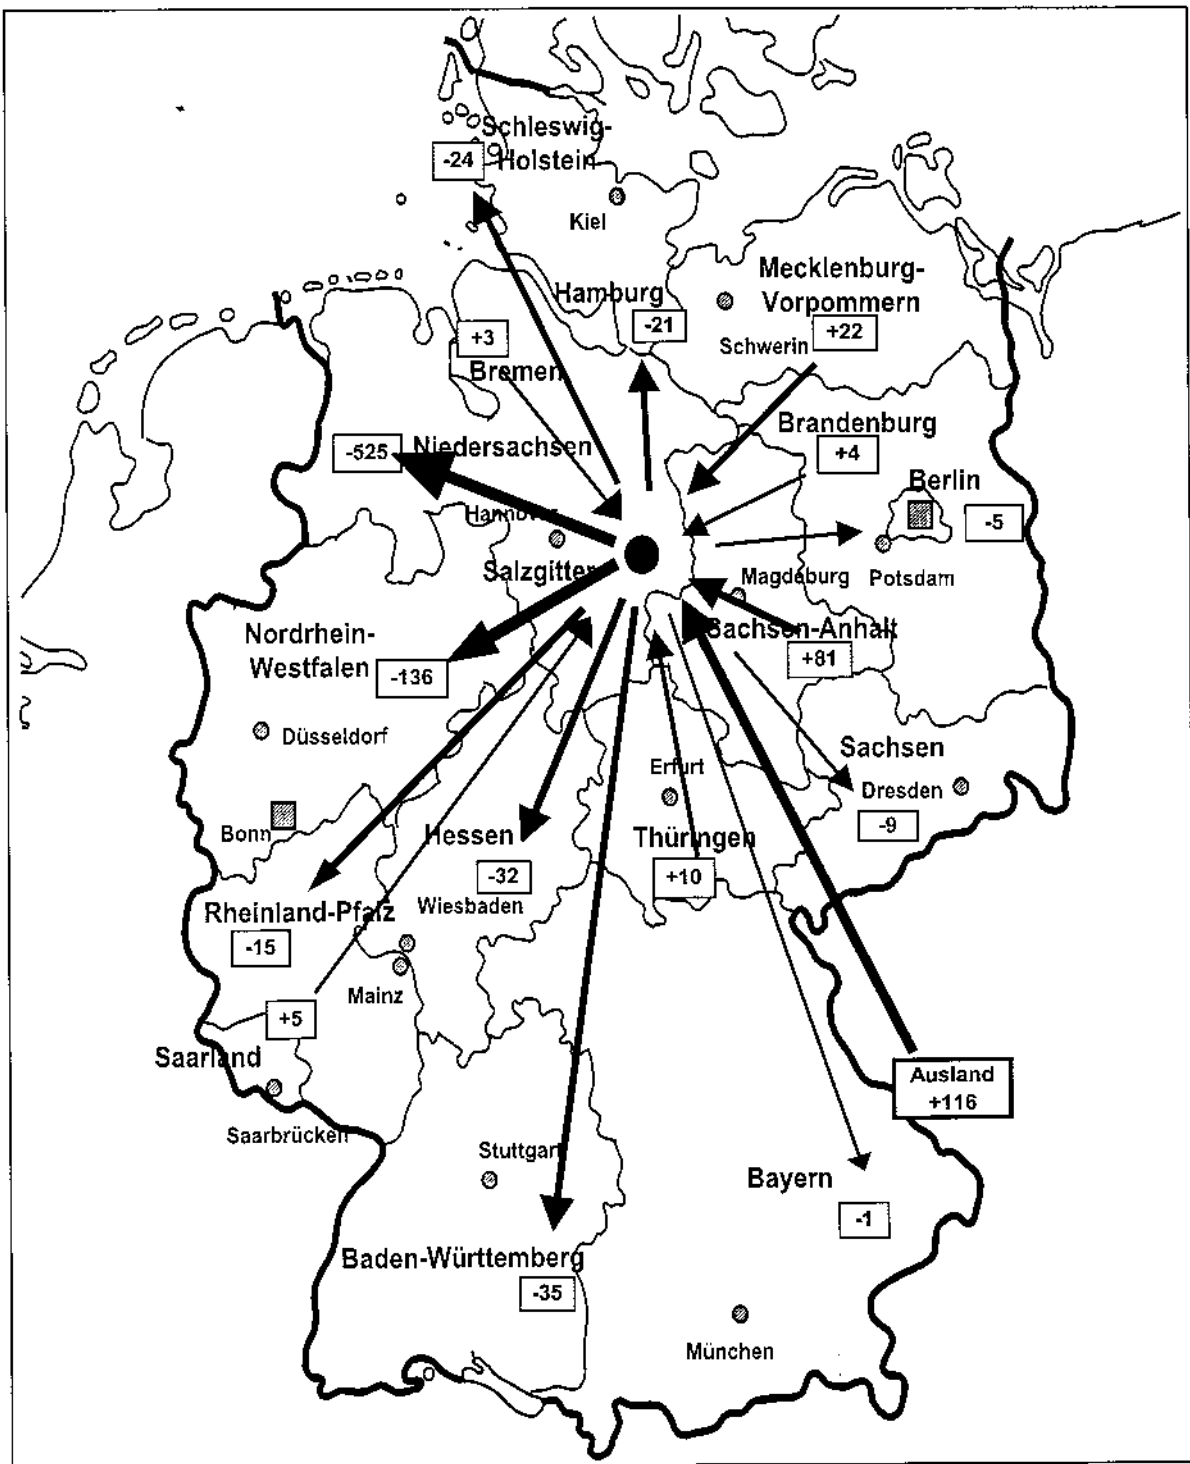 Schleswig-
Holstein
-24
Kiel
Mecklenburg-
Vorpommern
Hamburg
-21
+22
Schwerin
+3
Bremen
Brandenburg
+4
-525
Niedersachsen
Berlin
-5
Hannover
Salzgitter
Magdeburg
Potsdam
Sachsen-Anhalt
+81
Nordrhein-
Westfalen
-136
Düsseldorf
Sachsen
Dresden
-9
Erfurt
Bonn
Hessen
-32
Thüringen
+10
Wiesbaden
Rheinland-Pfalz
-15
Mainz
+5
Saarland
Ausland
+116
Saarbrücken
Stuttgart
Bayern
-1
Baden-Württemberg
-35
München